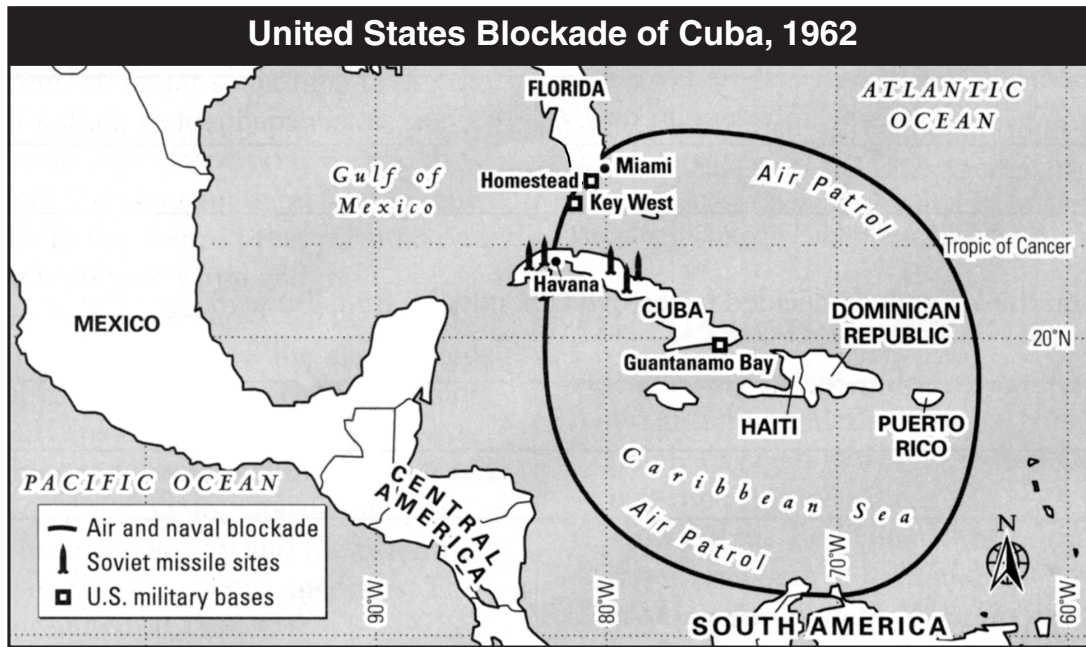 United States Blockade of Cuba, 1962
FLORIDA
ATLANTIC
OCEAN
Gulf of
Mexico
Miami
Homestead
Key West
Air Patrol
Tropic of Cancer
Havana
MEXICO
CUBA
DOMINICAN
REPUBLIC
20°N
Guantanamo Bay
HAITI
PUERTO
RICO
PACIFIC OCEAN
CENTRAL
AMERICA
Caribbean Sea
Air Patrol
Air and naval blockade
Soviet missile sites
U.S. military bases
N
90°W
80°W
70°W
60°W
SOUTH AMERICA